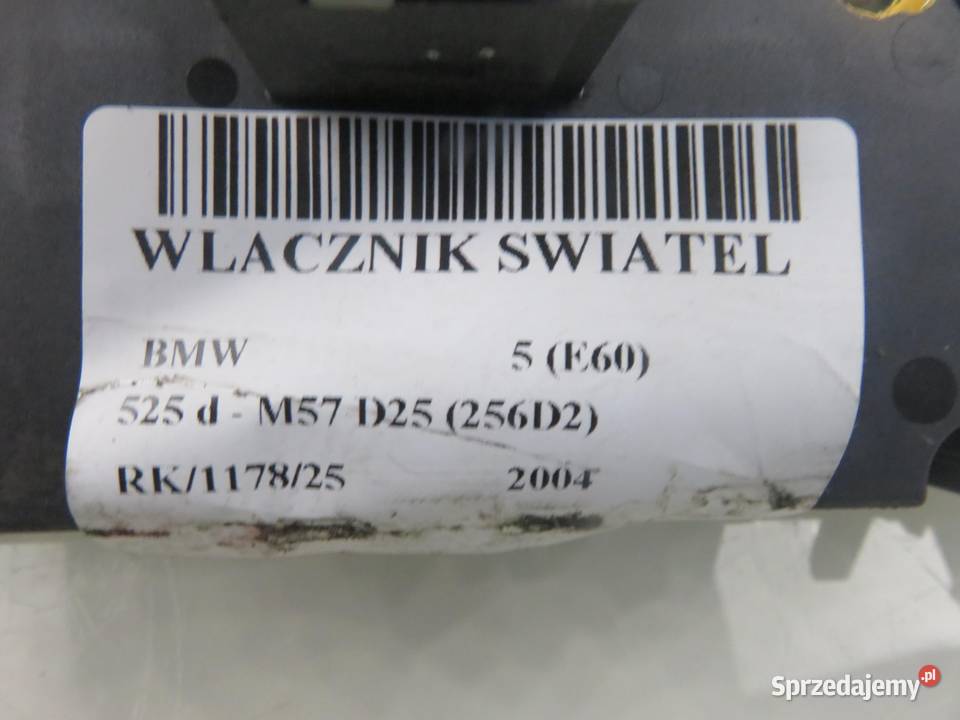 WLACZNIK SWIATEL
BMW 5 (E60)
525 d - M57 D25 (256D2)
RK/1178/25 2004
Sprzedajemy.pl